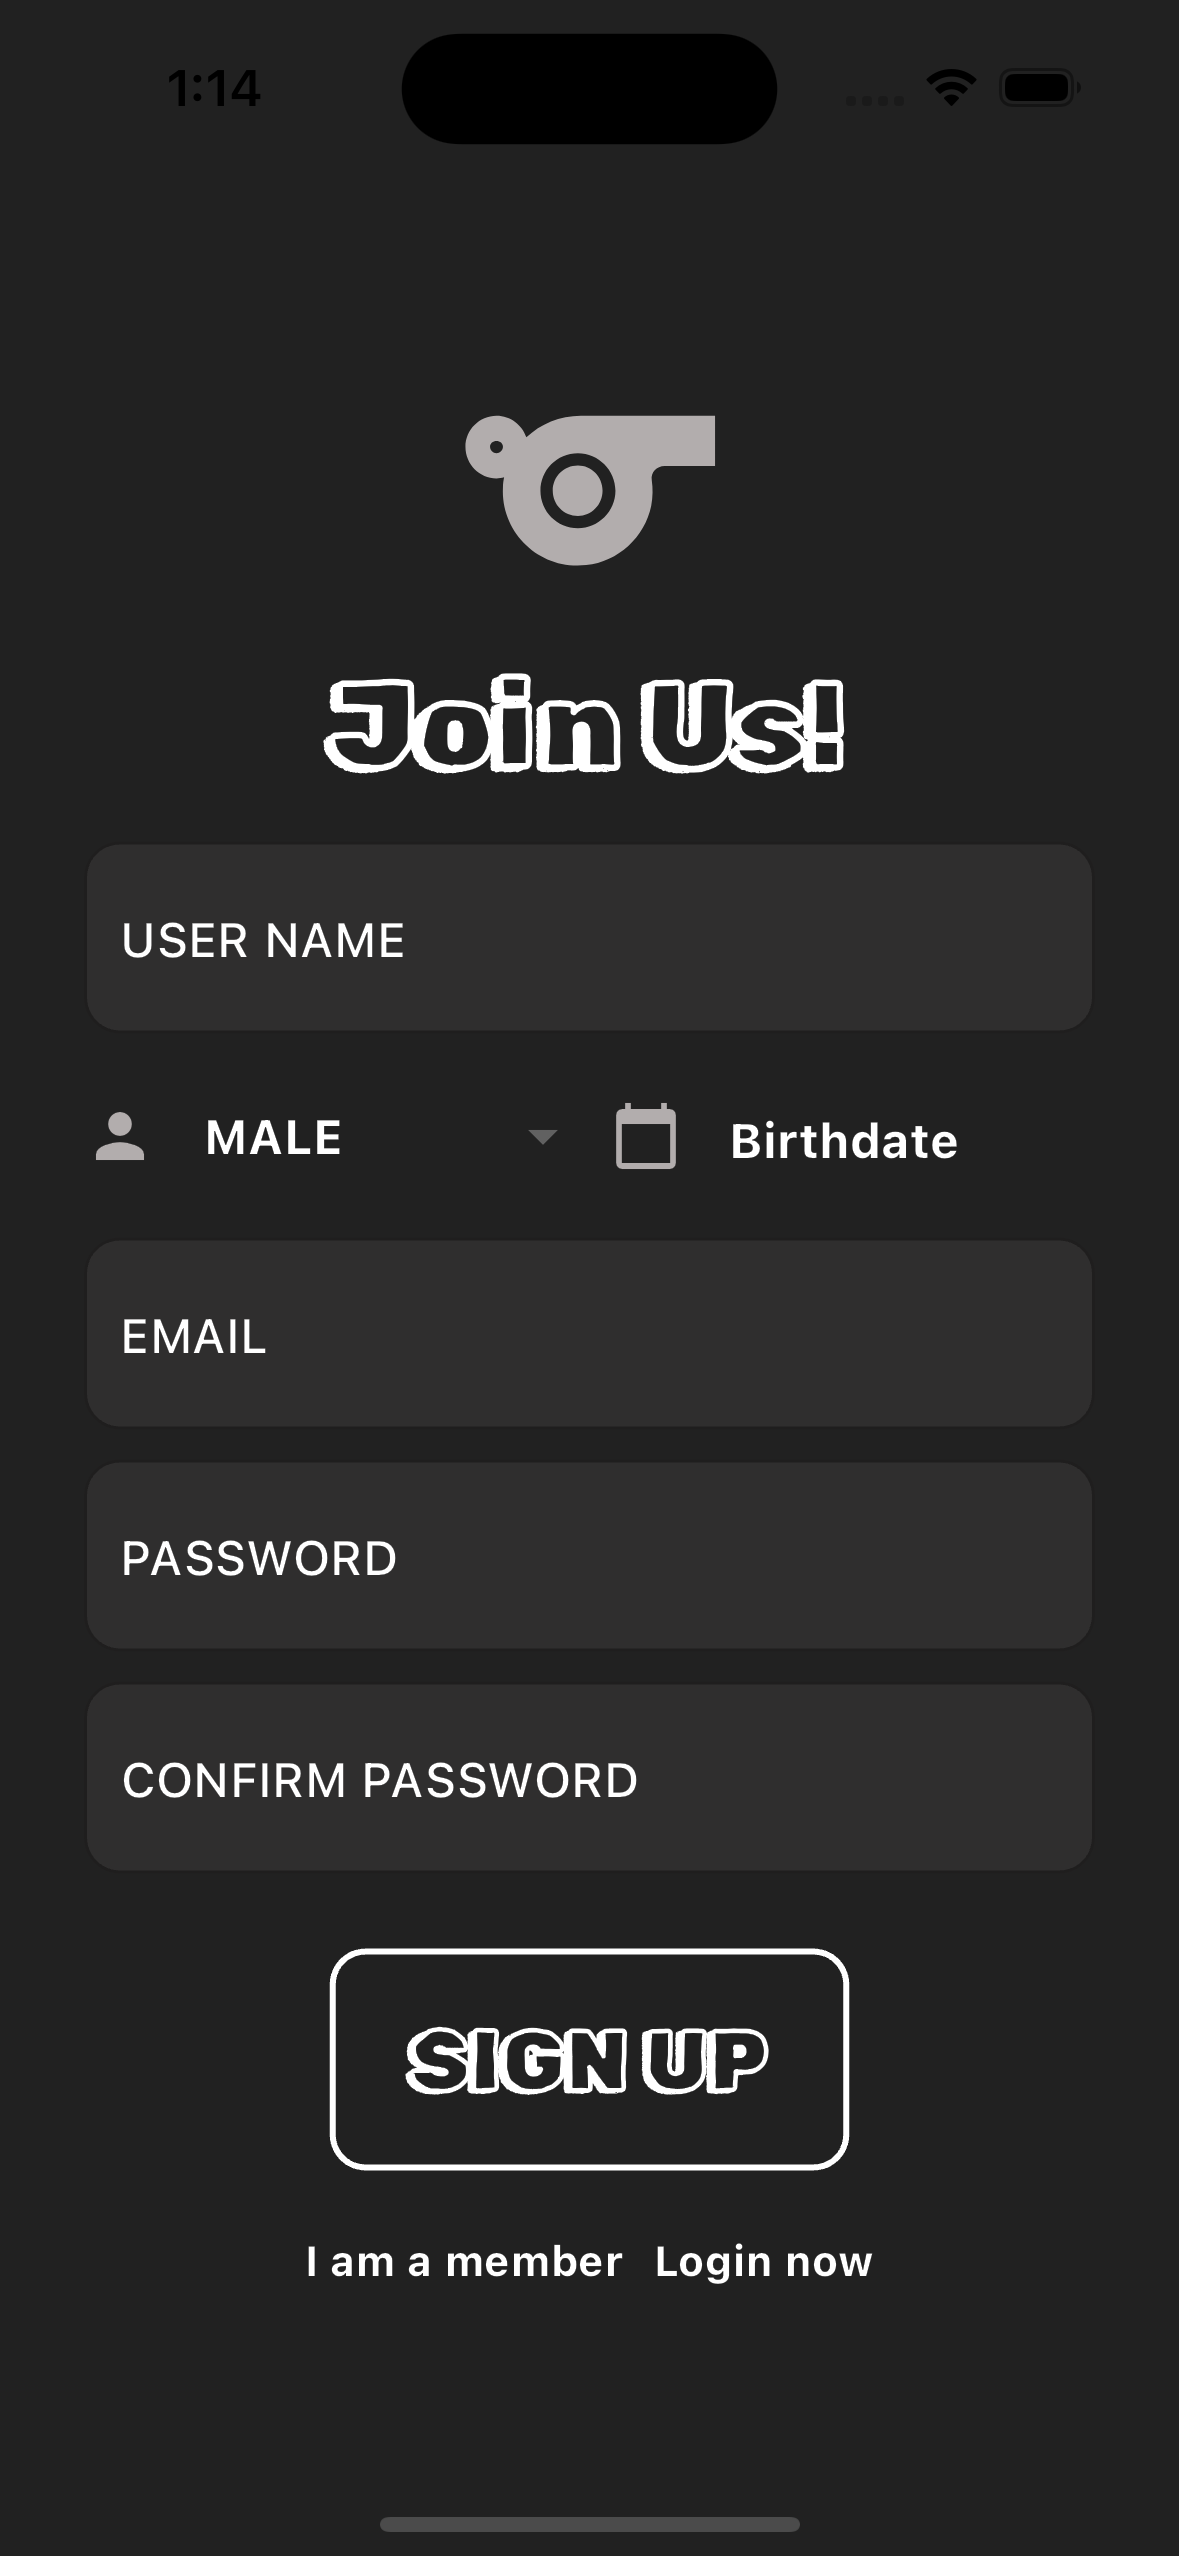 1:14
Join Us!
USER NAME
MALE Birthdate
EMAIL
PASSWORD
CONFIRM PASSWORD
SIGN UP
I am a member Login now